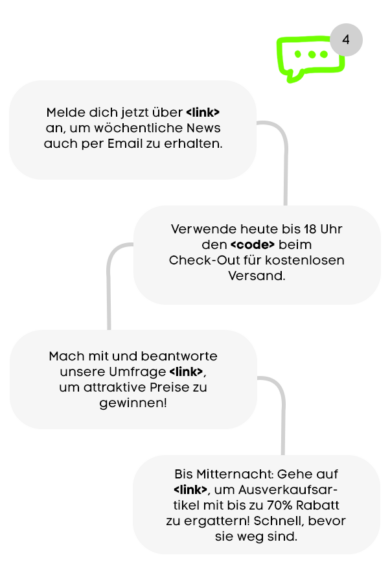 4
Melde dich jetzt über <link>
an, um wöchentliche News
auch per Email zu erhalten.
Verwende heute bis 18 Uhr
den <code> beim
Check-Out für kostenlosen
Versand.
Mach mit und beantworte
unsere Umfrage <link>,
um attraktive Preise zu
gewinnen!
Bis Mitternacht: Gehe auf
<link>, um Ausverkaufsar-
tikel mit bis zu 70% Rabatt
zu ergattern! Schnell, bevor
sie weg sind.